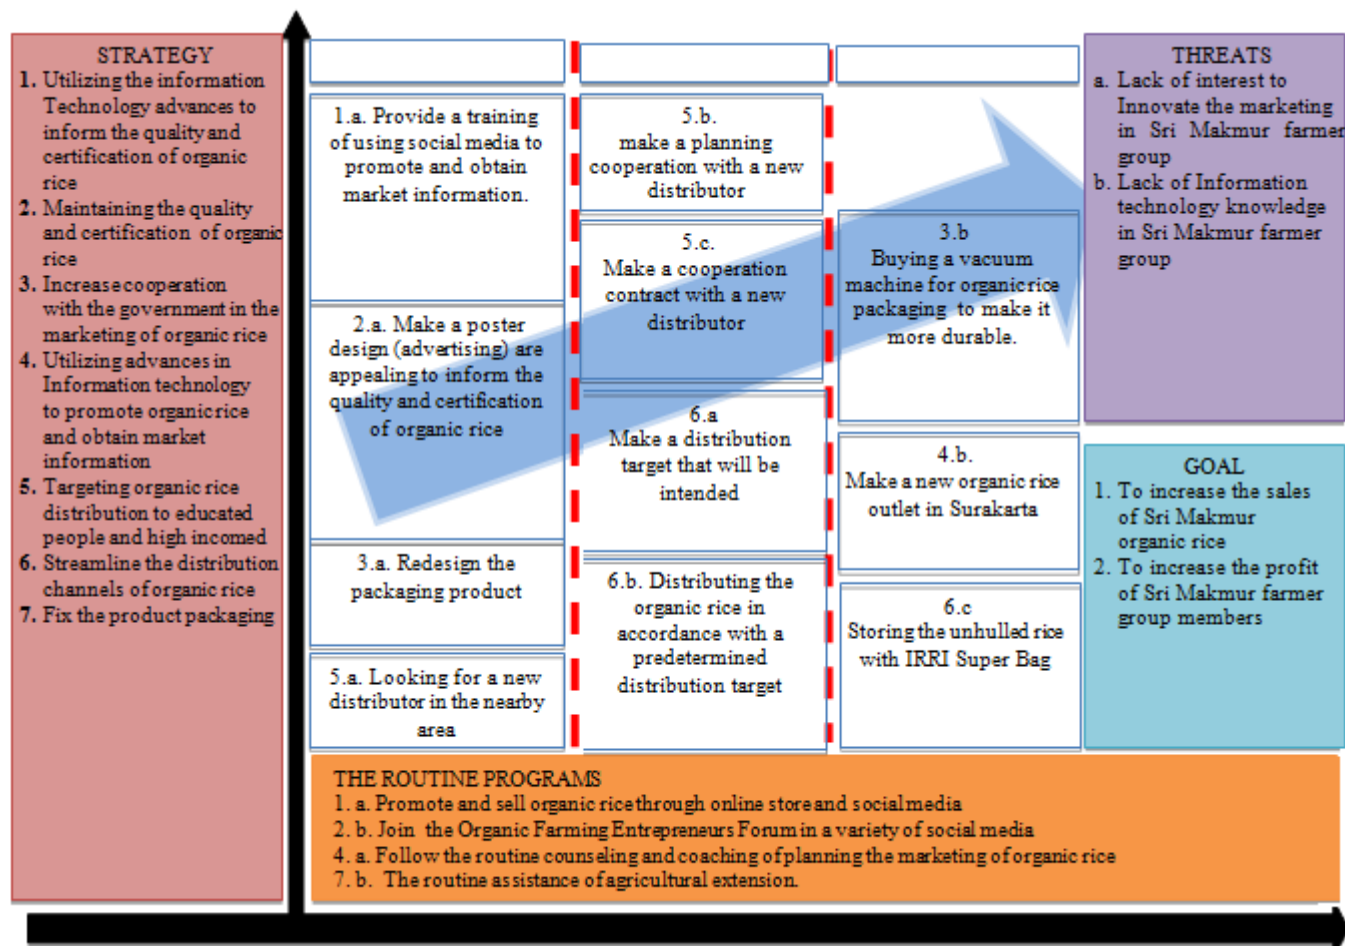 STRATEGY
1. Utilizing the information
Technology advances to
inform the quality and
certification of organic
rice
2. Maintaining the quality
and certification of organic
rice
3. Increase cooperation
with the government in the
marketing of organic rice
4. Utilizing advances in
Information technology
to promote organic rice
and obtain market
information
5. Targeting organic rice
distribution to educated
people and high incomed
6. Streamline the distribution
channels of organic rice
7. Fix the product packaging
1.a. Provide a training
of using social media to
promote and obtain
market information.
2.a. Make a poster
design (advertising) are
appealing to inform the
quality and certification
of organic rice
3.a. Redesign the
packaging product
5.a. Looking for a new
distributor in the nearby
area
5.b.
make a planning
cooperation with a new
distributor
5.c.
Make a cooperation
contract with a new
distributor
6.a
Make a distribution
target that will be
intended
6.b. Distributing the
organic rice in
accordance with a
predetermined
distribution target
3.b
Buying a vacuum
machine for organic rice
packaging to make it
more durable.
4.b.
Make a new organic rice
outlet in Surakarta
6.c
Storing the unhulled rice
with IRRI Super Bag
THREATS
a. Lack of interest to
Innovate the marketing
in Sri Makmur farmer
group
b. Lack of Information
technology knowledge
in Sri Makmur farmer
group
GOAL
1. To increase the sales
of Sri Makmur
organic rice
2. To increase the profit
of Sri Makmur farmer
group members
THE ROUTINE PROGRAMS
1. a. Promote and sell organic rice through online store and social media
2. b. Join the Organic Farming Entrepreneurs Forum in a variety of social media
4. a. Follow the routine counseling and coaching of planning the marketing of organic rice
7. b. The routine assistance of agricultural extension.